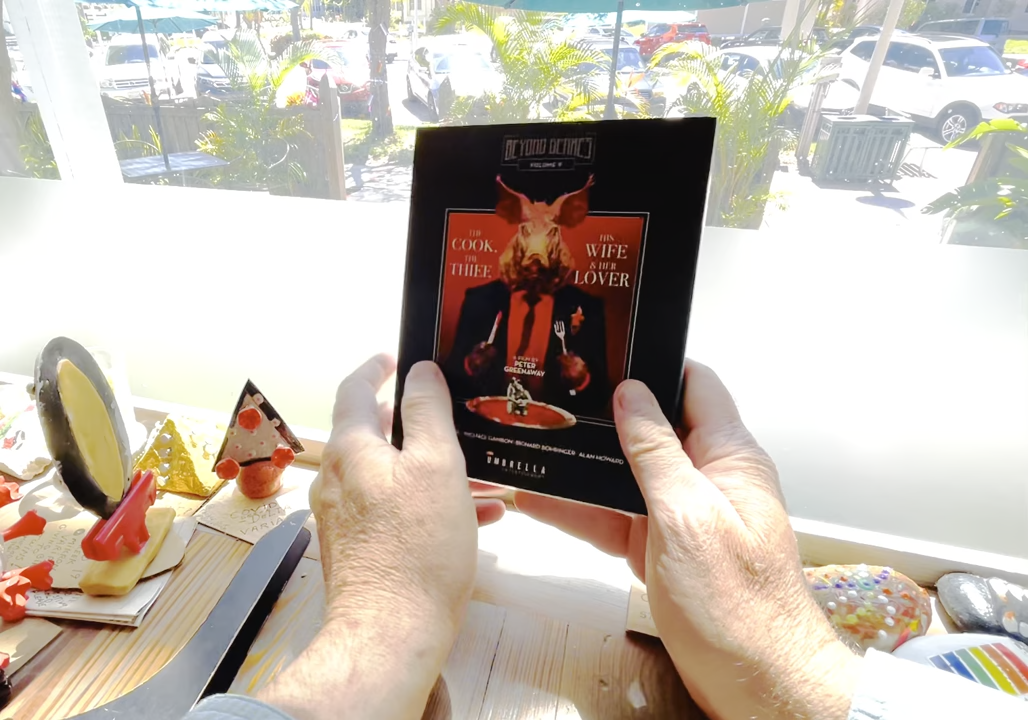 BEYOND GENRES
VOLUME 9
THE
COOK,
THE
THIEF,
HIS
WIFE
& HER
LOVER
A FILM BY
PETER
GREENAWAY
MICHAEL GAMBON RICHARD BOHRINGER ALAN HOWARD
UMBRELLA
ENTERTAINMENT